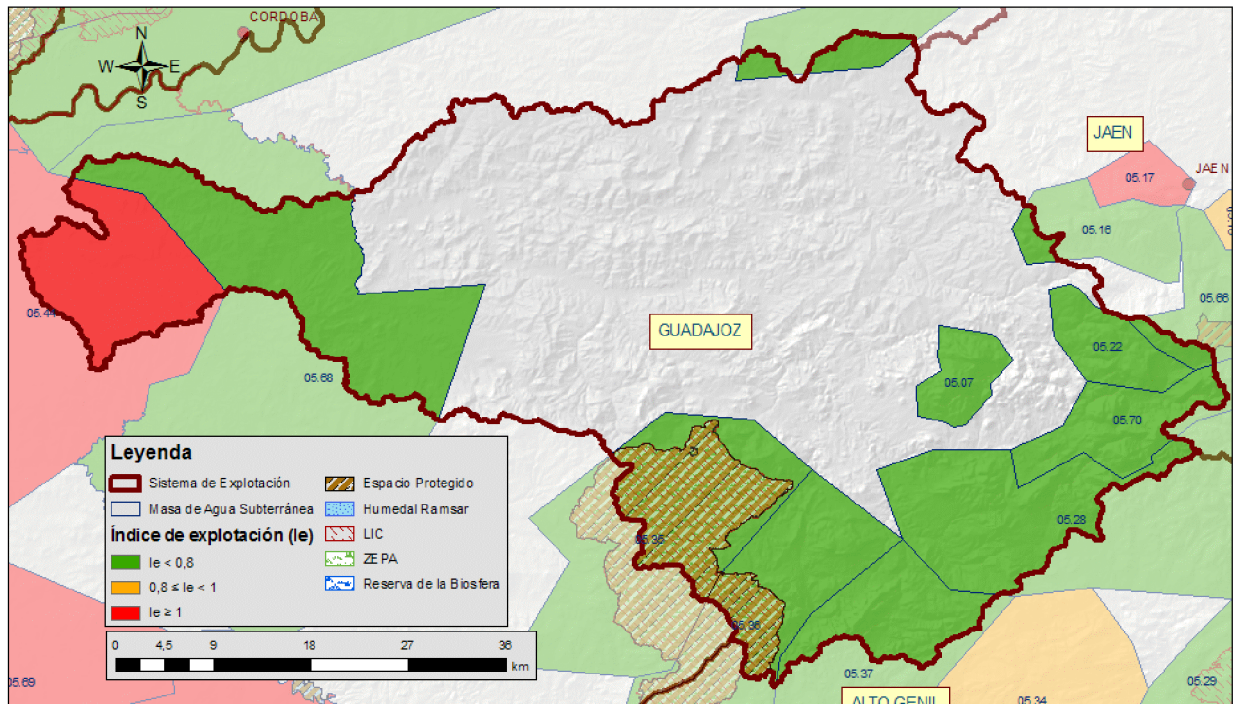 CORDOBA
N
W E
S
JAEN
05.17
JAEN
05.16
05.66
05.44
GUADAJOZ
05.22
05.68
05.07
05.70
Leyenda
Sistema de Explotación
Espacio Protegido
Masa de Agua Subterránea
Humedal Ramsar
Índice de explotación (Ie)
LIC
Ie < 0,8
ZEPA
0,8 ≤ Ie < 1
Reserva de la Biosfera
Ie ≥ 1
05.28
05.35
05.36
0 4,5 9 18 27 36
km
05.69
05.37
05.29
ALTO GENIL
05.34